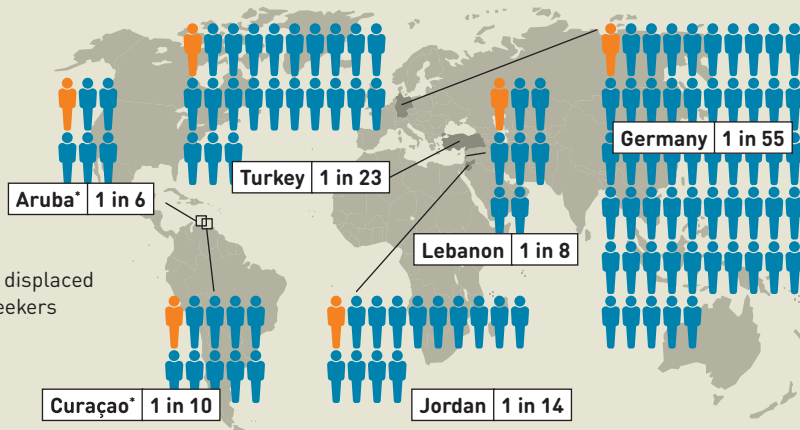 Germany 1 in 55
Turkey 1 in 23
Aruba* 1 in 6
Lebanon 1 in 8
displaced
eekers
Curaçao* 1 in 10
Jordan 1 in 14